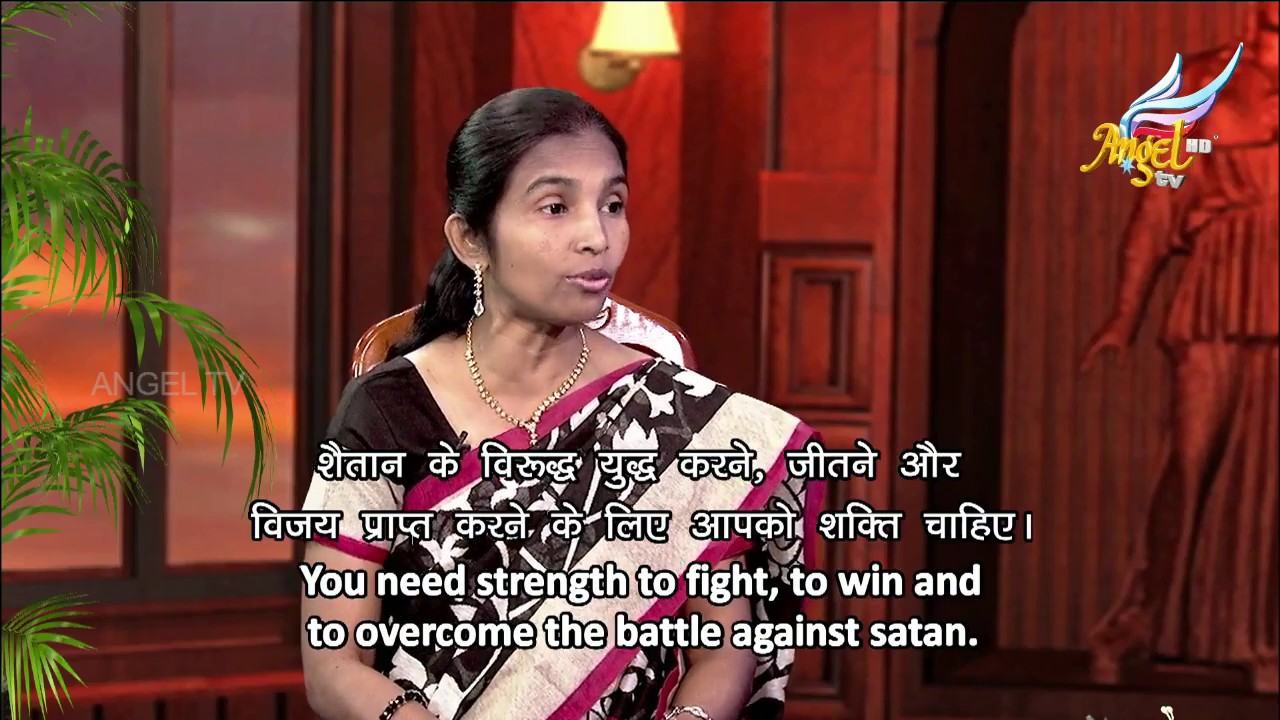 Angel HD
tv
ANGEL TV
शैतान के विरूद्ध युद्ध करने, जीतने और
विजय प्राप्त करने के लिए आपको शक्ति चाहिए।
You need strength to fight, to win and
to overcome the battle against satan.